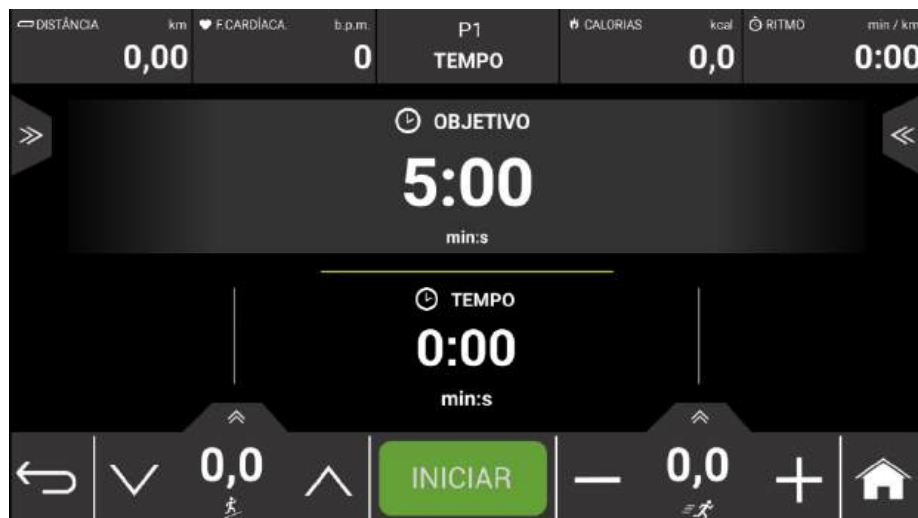 DISTÂNCIA km
0,00
F.CARDÍACA. b.p.m.
0
P1
TEMPO
CALORIAS kcal
0,0
RITMO min / km
0:00
OBJETIVO
5:00
min:s
TEMPO
0:00
min:s
0,0
INICIAR
0,0